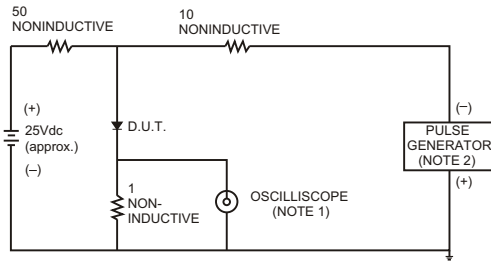 50
NONINDUCTIVE
10
NONINDUCTIVE
(+)
25Vdc
(approx.)
(–)
D.U.T.
1
NON-
INDUCTIVE
OSCILLISCOPE
(NOTE 1)
(–)
PULSE
GENERATOR
(NOTE 2)
(+)